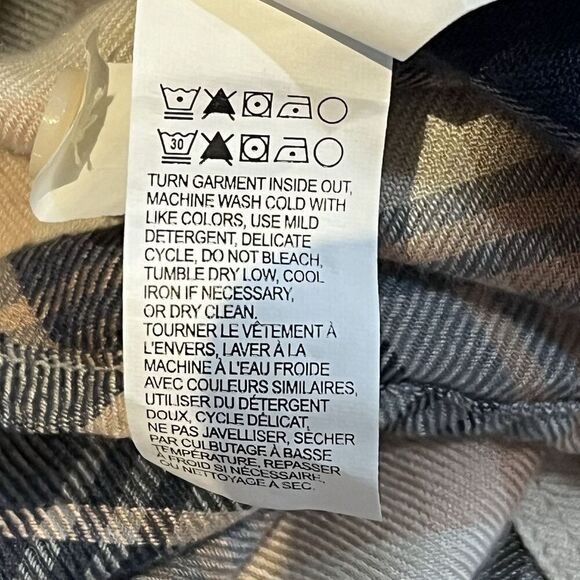 30
TURN GARMENT INSIDE OUT,
MACHINE WASH COLD WITH
LIKE COLORS, USE MILD
DETERGENT, DELICATE
CYCLE, DO NOT BLEACH,
TUMBLE DRY LOW, COOL
IRON IF NECESSARY,
OR DRY CLEAN.
TOURNER LE VÊTEMENT À
L'ENVERS, LAVER À LA
MACHINE À L'EAU FROIDE
AVEC COULEURS SIMILAIRES,
UTILISER DU DÉTERGENT
DOUX, CYCLE DÉLICAT,
NE PAS JAVELLISER, SÉCHER
PAR CULBUTAGE À BASSE
TEMPÉRATURE, REPASSER
À FROID SI NÉCESSAIRE,
OU NETTOYAGE A SEC.